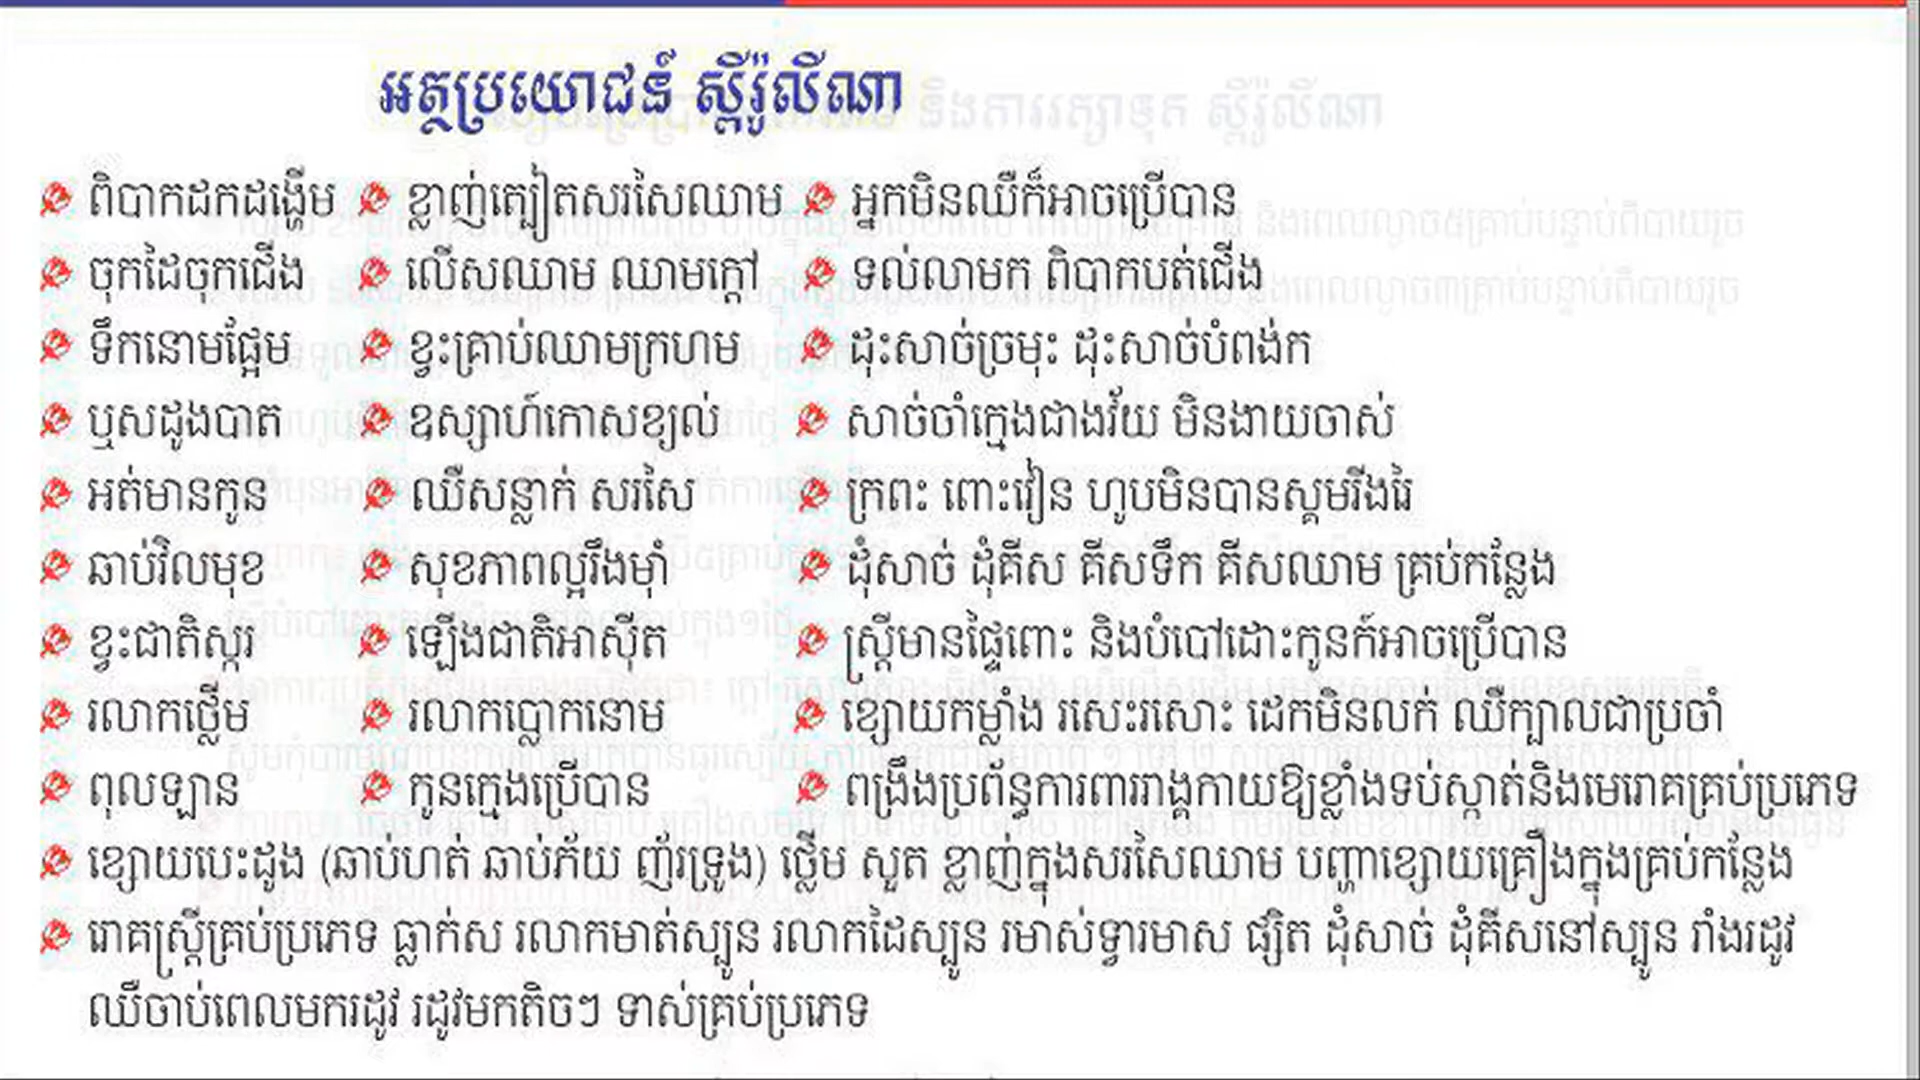 អត្ថប្រយោជន៍ ស្ពីរ៉ូលីណា
ពិបាកដកដង្ហើម ខ្លាញ់ត្បៀតសរសៃឈាម អ្នកមិនឈឺក៏អាចប្រើបាន
ចុកដៃចុកជើង លើសឈាម ឈាមក្តៅ ទល់លាមក ពិបាកបត់ជើង
ទឹកនោមផ្អែម ខ្វះគ្រាប់ឈាមក្រហម ដុះសាច់ច្រមុះ ដុះសាច់បំពង់ក
ឬសដូងបាត ឧស្សាហ៍កោសខ្យល់ សាច់ចាំក្មេងជាងវ័យ មិនងាយចាស់
អត់មានកូន ឈឺសន្លាក់ សរសៃ ក្រពះ ពោះវៀន ហូបមិនបានស្គមរីងរៃ
ឆាប់វិលមុខ សុខភាពល្អរឹងមាុំ ដុំសាច់ ដុំគីស គីសទឹក គីសឈាម គ្រប់កន្លែង
ខ្វះជាតិស្ករ ឡើងជាតិអាស៊ីត ស្ត្រីមានផ្ទៃពោះ និងបំបៅដោះកូនក៍អាចប្រើបាន
រលាកថ្លើម រលាកប្លោកនោម ខ្សោយកម្លាំង រសេះរសោះ ដេកមិនលក់ ឈឺក្បាលជាប្រចាំ
ពុលឡាន កូនក្មេងប្រើបាន ពង្រឹងប្រព័ន្ធការពាររាង្គកាយឱ្យខ្លាំងទប់ស្កាត់និងមេរោគគ្រប់ប្រភេទ
ខ្សោយបេះដូង (ឆាប់ហត់ ឆាប់ភ័យ ញ័រទ្រូង) ថ្លើម សួត ខ្លាញ់ក្នុងសរសៃឈាម បញ្ហាខ្សោយគ្រឿងក្នុងគ្រប់កន្លែង
រោគស្ត្រីគ្រប់ប្រភេទ ធ្លាក់ស រលាកមាត់ស្បូន រលាកដៃស្បូន រមាស់ទ្វារមាស ផ្សិត ដុំសាច់ ដុំគីសនៅស្បូន រាំងរដូវ
ឈឺចាប់ពេលមករដូវ រដូវមកតិចៗ ទាស់គ្រប់ប្រភេទ